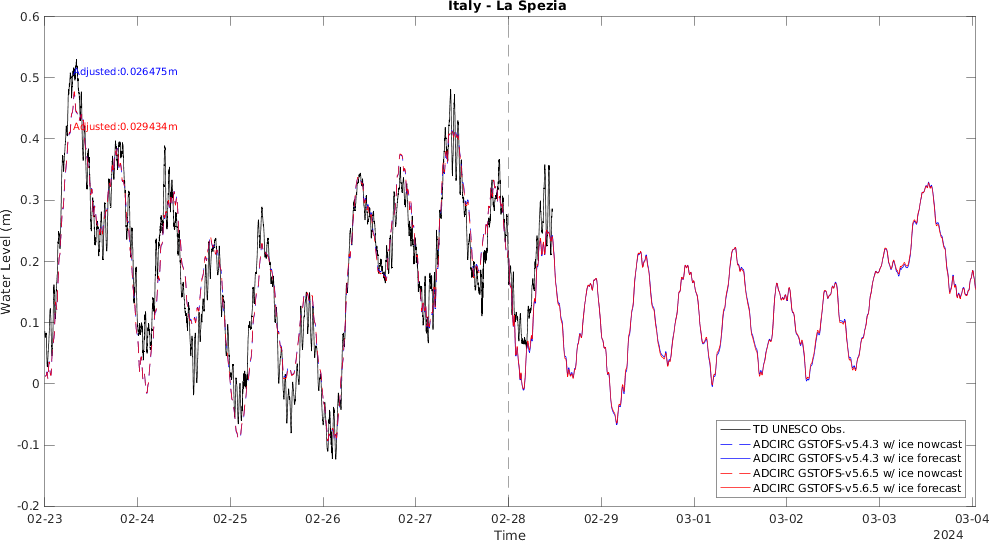 Italy - La Spezia
0.6
0.5
0.4
0.3
0.2
0.1
0
-0.1
-0.2
Water Level (m)
Adjusted:0.026475m
Adjusted:0.029434m
TD UNESCO Obs.
ADCIRC GSTOFS-v5.4.3 w/ ice nowcast
ADCIRC GSTOFS-v5.4.3 w/ ice forecast
ADCIRC GSTOFS-v5.6.5 w/ ice nowcast
ADCIRC GSTOFS-v5.6.5 w/ ice forecast
02-23 02-24 02-25 02-26 02-27 02-28 02-29 03-01 03-02 03-03 03-04
Time
2024